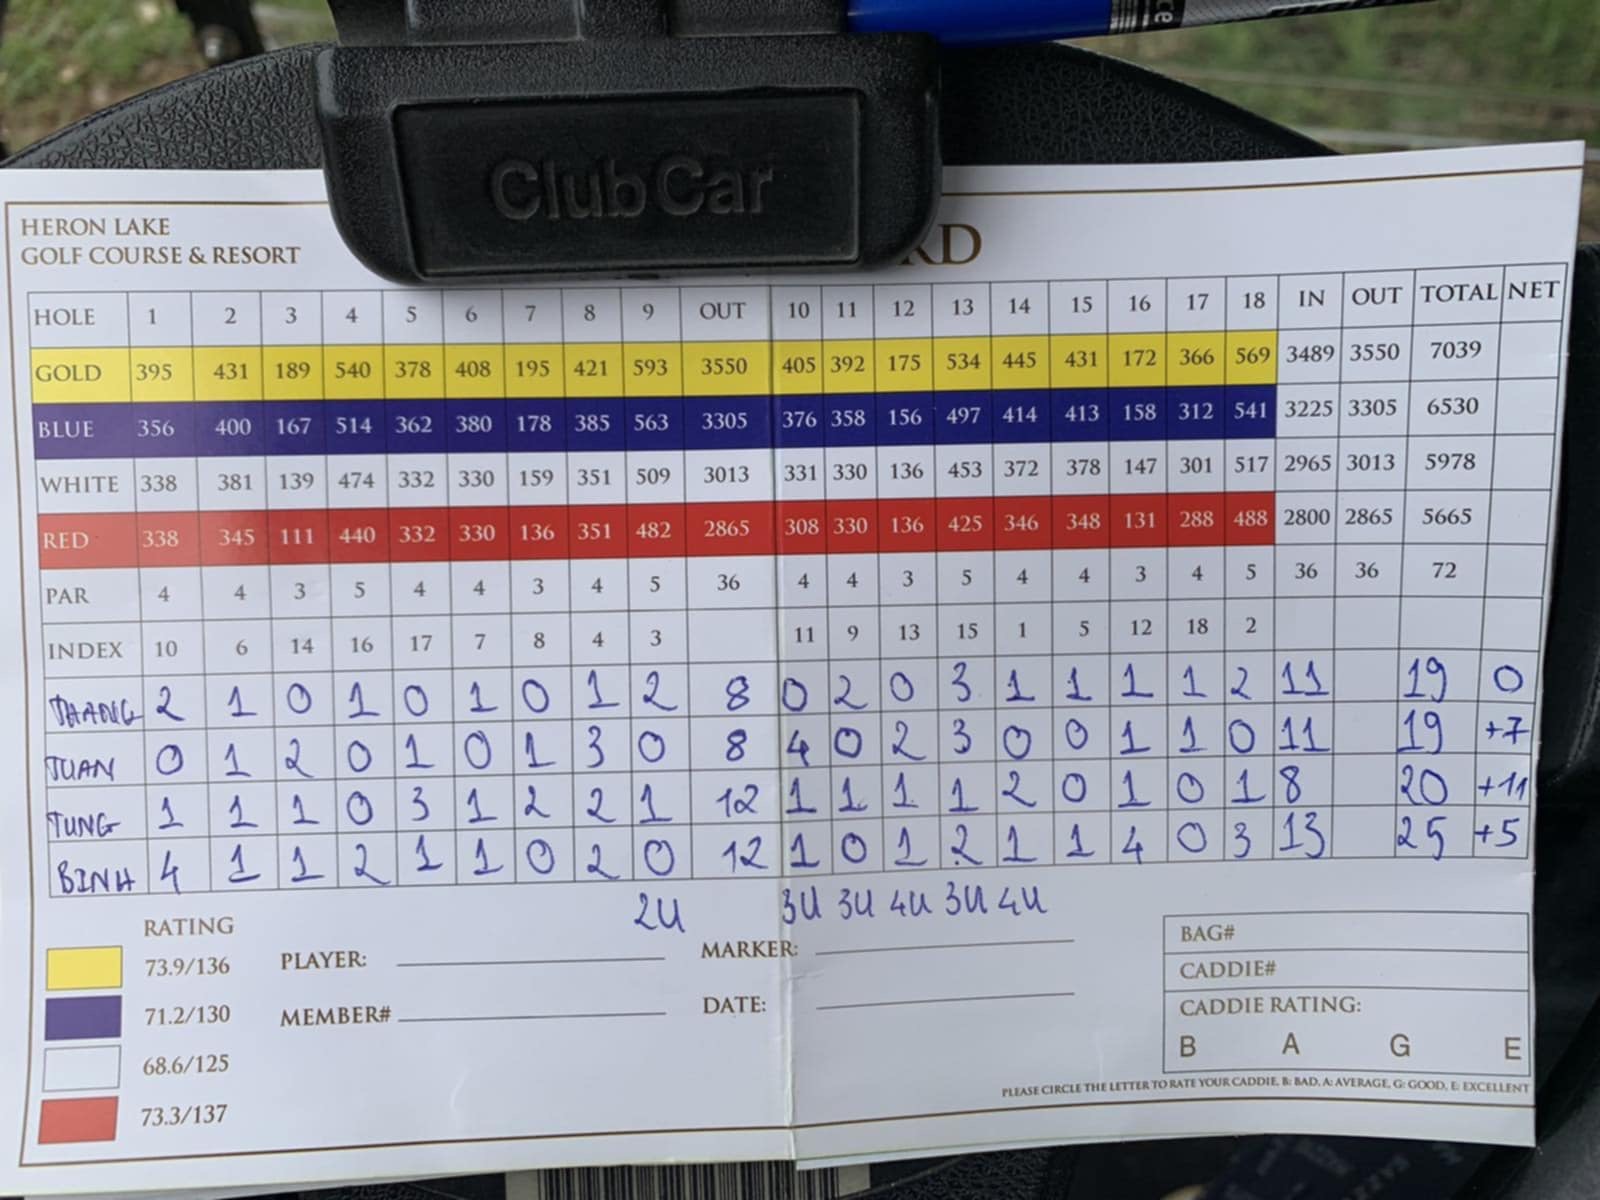 ce
ClubCar
HERON LAKE
GOLF COURSE & RESORT
RD
HOLE 1 2 3 4 5 6 7 8 9 OUT 10 11 12 13 14 15 16 17 18 IN OUT TOTAL NET
GOLD 395 431 189 540 378 408 195 421 593 3550 405 392 175 534 445 431 172 366 569 3489 3550 7039
BLUE 356 400 167 514 362 380 178 385 563 3305 376 358 156 497 414 413 158 312 541 3225 3305 6530
WHITE 338 381 139 474 332 330 159 351 509 3013 331 330 136 453 372 378 147 301 517 2965 3013 5978
RED 338 345 111 440 332 330 136 351 482 2865 308 330 136 425 346 348 131 288 488 2800 2865 5665
PAR 4 4 3 5 4 4 3 4 5 36 4 4 3 5 4 4 3 4 5 36 36 72
INDEX 10 6 14 16 17 7 8 4 3 11 9 13 15 1 5 12 18 2
THANG 2 1 0 1 0 1 0 1 2 8 0 2 0 3 1 1 1 1 2 11 19 0
TUAN 0 1 2 0 1 0 1 3 0 8 4 0 2 3 0 0 1 1 0 11 19 +7
TUNG 1 1 1 0 3 1 2 2 1 12 1 1 1 1 2 0 1 0 1 8 20 +11
BINH 4 1 1 2 1 1 0 2 0 12 1 0 1 2 1 1 4 0 3 13 25 +5
2U 3U 3U 4U 3U 4U
RATING
73.9/136
71.2/130
68.6/125
73.3/137
PLAYER:
MEMBER#
MARKER:
DATE:
BAG#
CADDIE#
CADDIE RATING:
B A G E
PLEASE CIRCLE THE LETTER TO RATE YOUR CADDIE, B: BAD, A: AVERAGE, G: GOOD, E: EXCELLENT